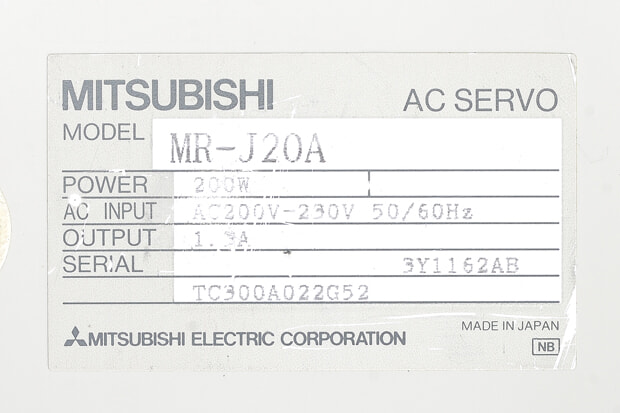 MITSUBISHI AC SERVO
MODEL MR-J20A
POWER 200W
AC INPUT AC200V-230V 50/60Hz
OUTPUT 1.3A
SERIAL 3Y1162AB
TC300A022G52
MITSUBISHI ELECTRIC CORPORATION
MADE IN JAPAN
NB